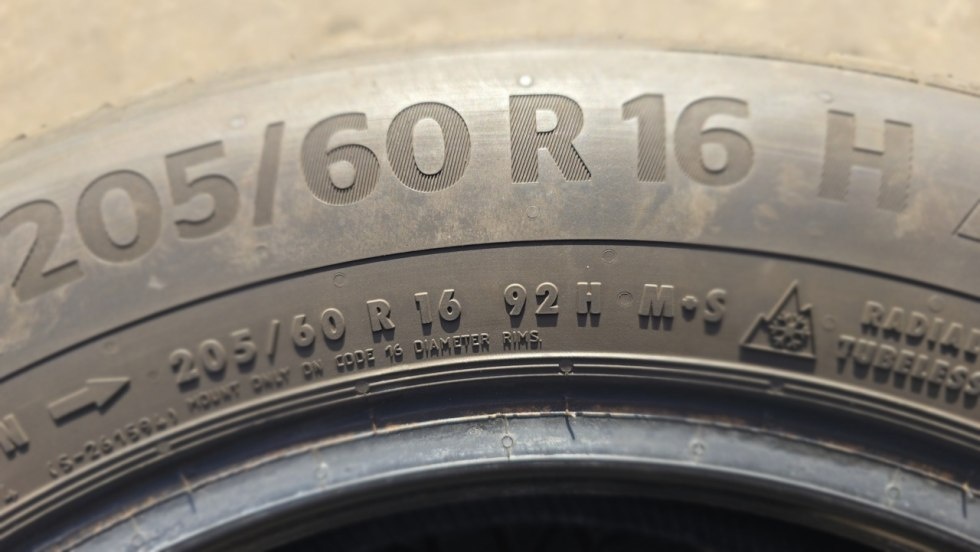 205/60 R 16 H
205/60 R 16 92 H M+S
MOUNT ONLY ON CODE 16 DIAMETER RIMS.
RADIAL
TUBELESS
N